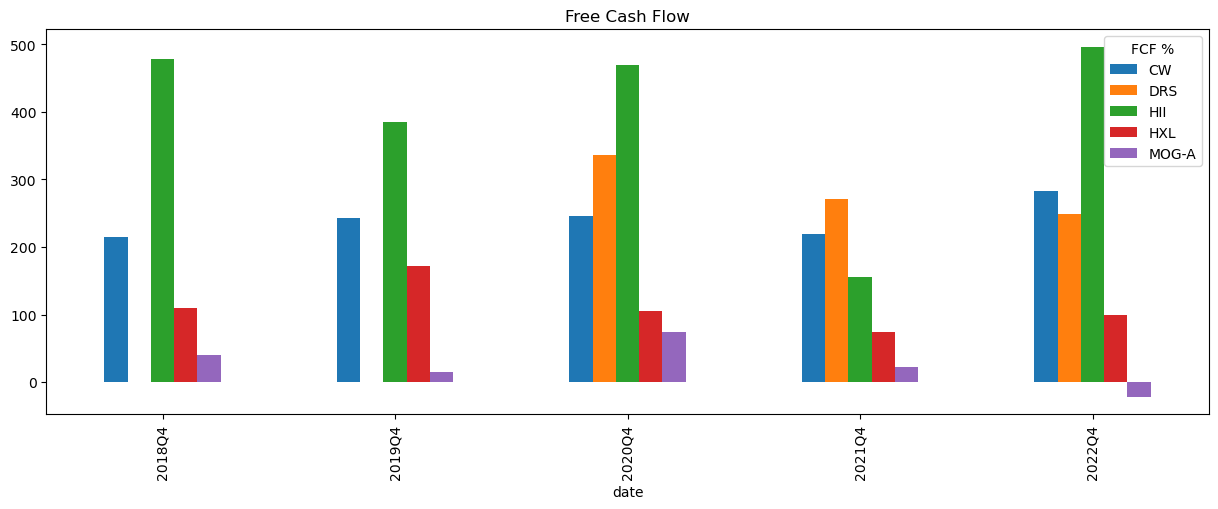 Free Cash Flow
500
400
300
200
100
0
FCF %
CW
DRS
HII
HXL
MOG-A
2018Q4
2019Q4
2020Q4
2021Q4
2022Q4
date